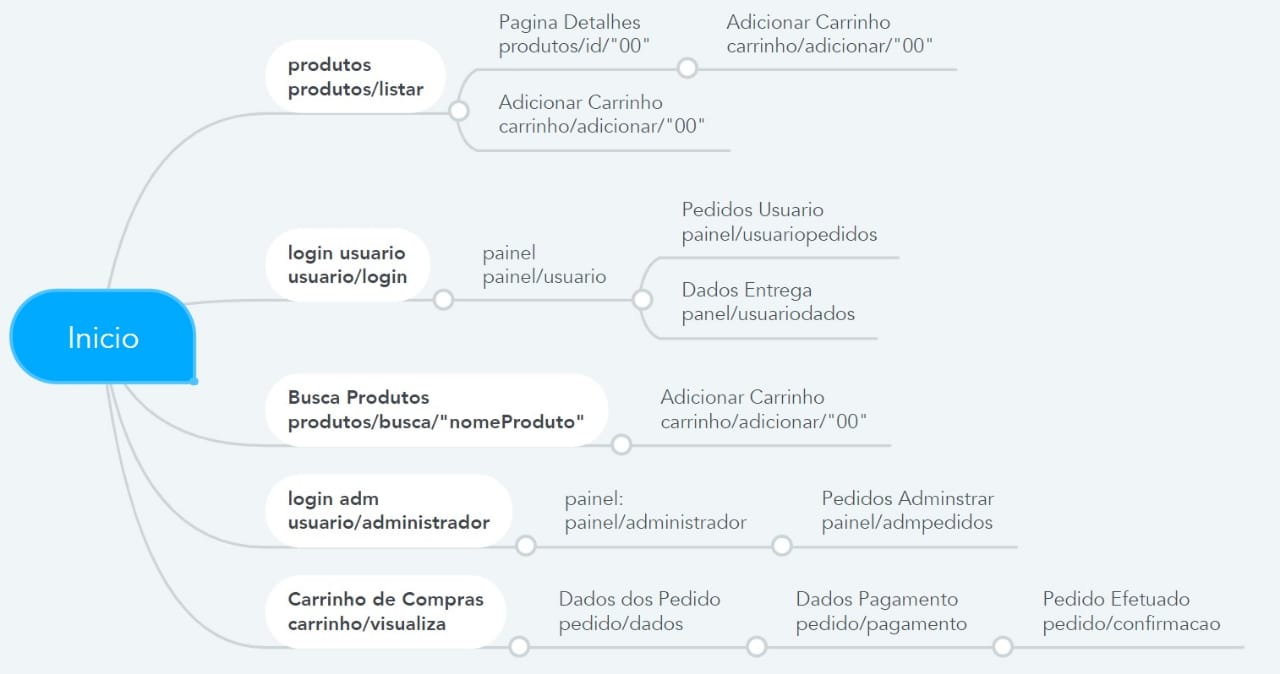 Inicio
produtos
produtos/listar
Pagina Detalhes
produtos/id/"00"
Adicionar Carrinho
carrinho/adicionar/"00"
Adicionar Carrinho
carrinho/adicionar/"00"
login usuario
usuario/login
painel
painel/usuario
Pedidos Usuario
painel/usuariopedidos
Dados Entrega
panel/usuariodados
Busca Produtos
produtos/busca/"nomeProduto"
Adicionar Carrinho
carrinho/adicionar/"00"
login adm
usuario/administrador
painel:
painel/administrador
Pedidos Adminstrar
painel/admpedidos
Carrinho de Compras
carrinho/visualiza
Dados dos Pedido
pedido/dados
Dados Pagamento
pedido/pagamento
Pedido Efetuado
pedido/confirmacao